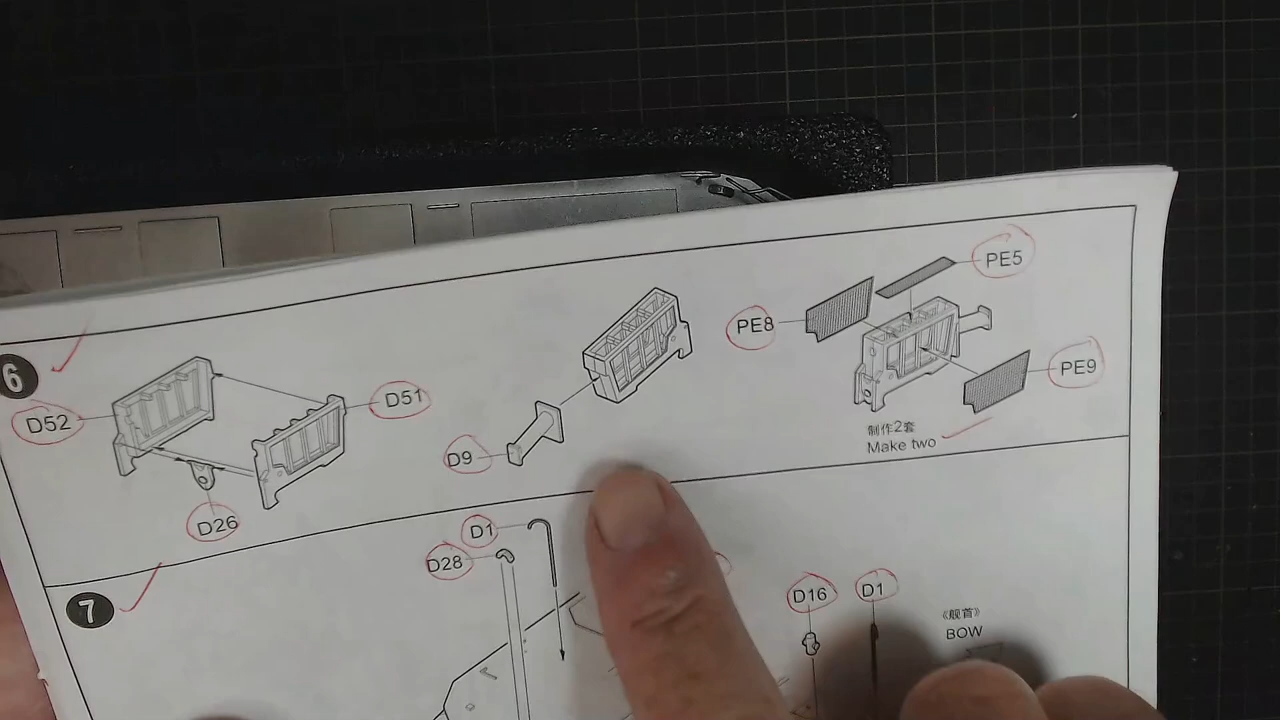 6
D52
D51
D26
D9
PE8
PE5
PE9
制作2套
Make two
7
D1
D28
D16
D1
《舰首》
BOW